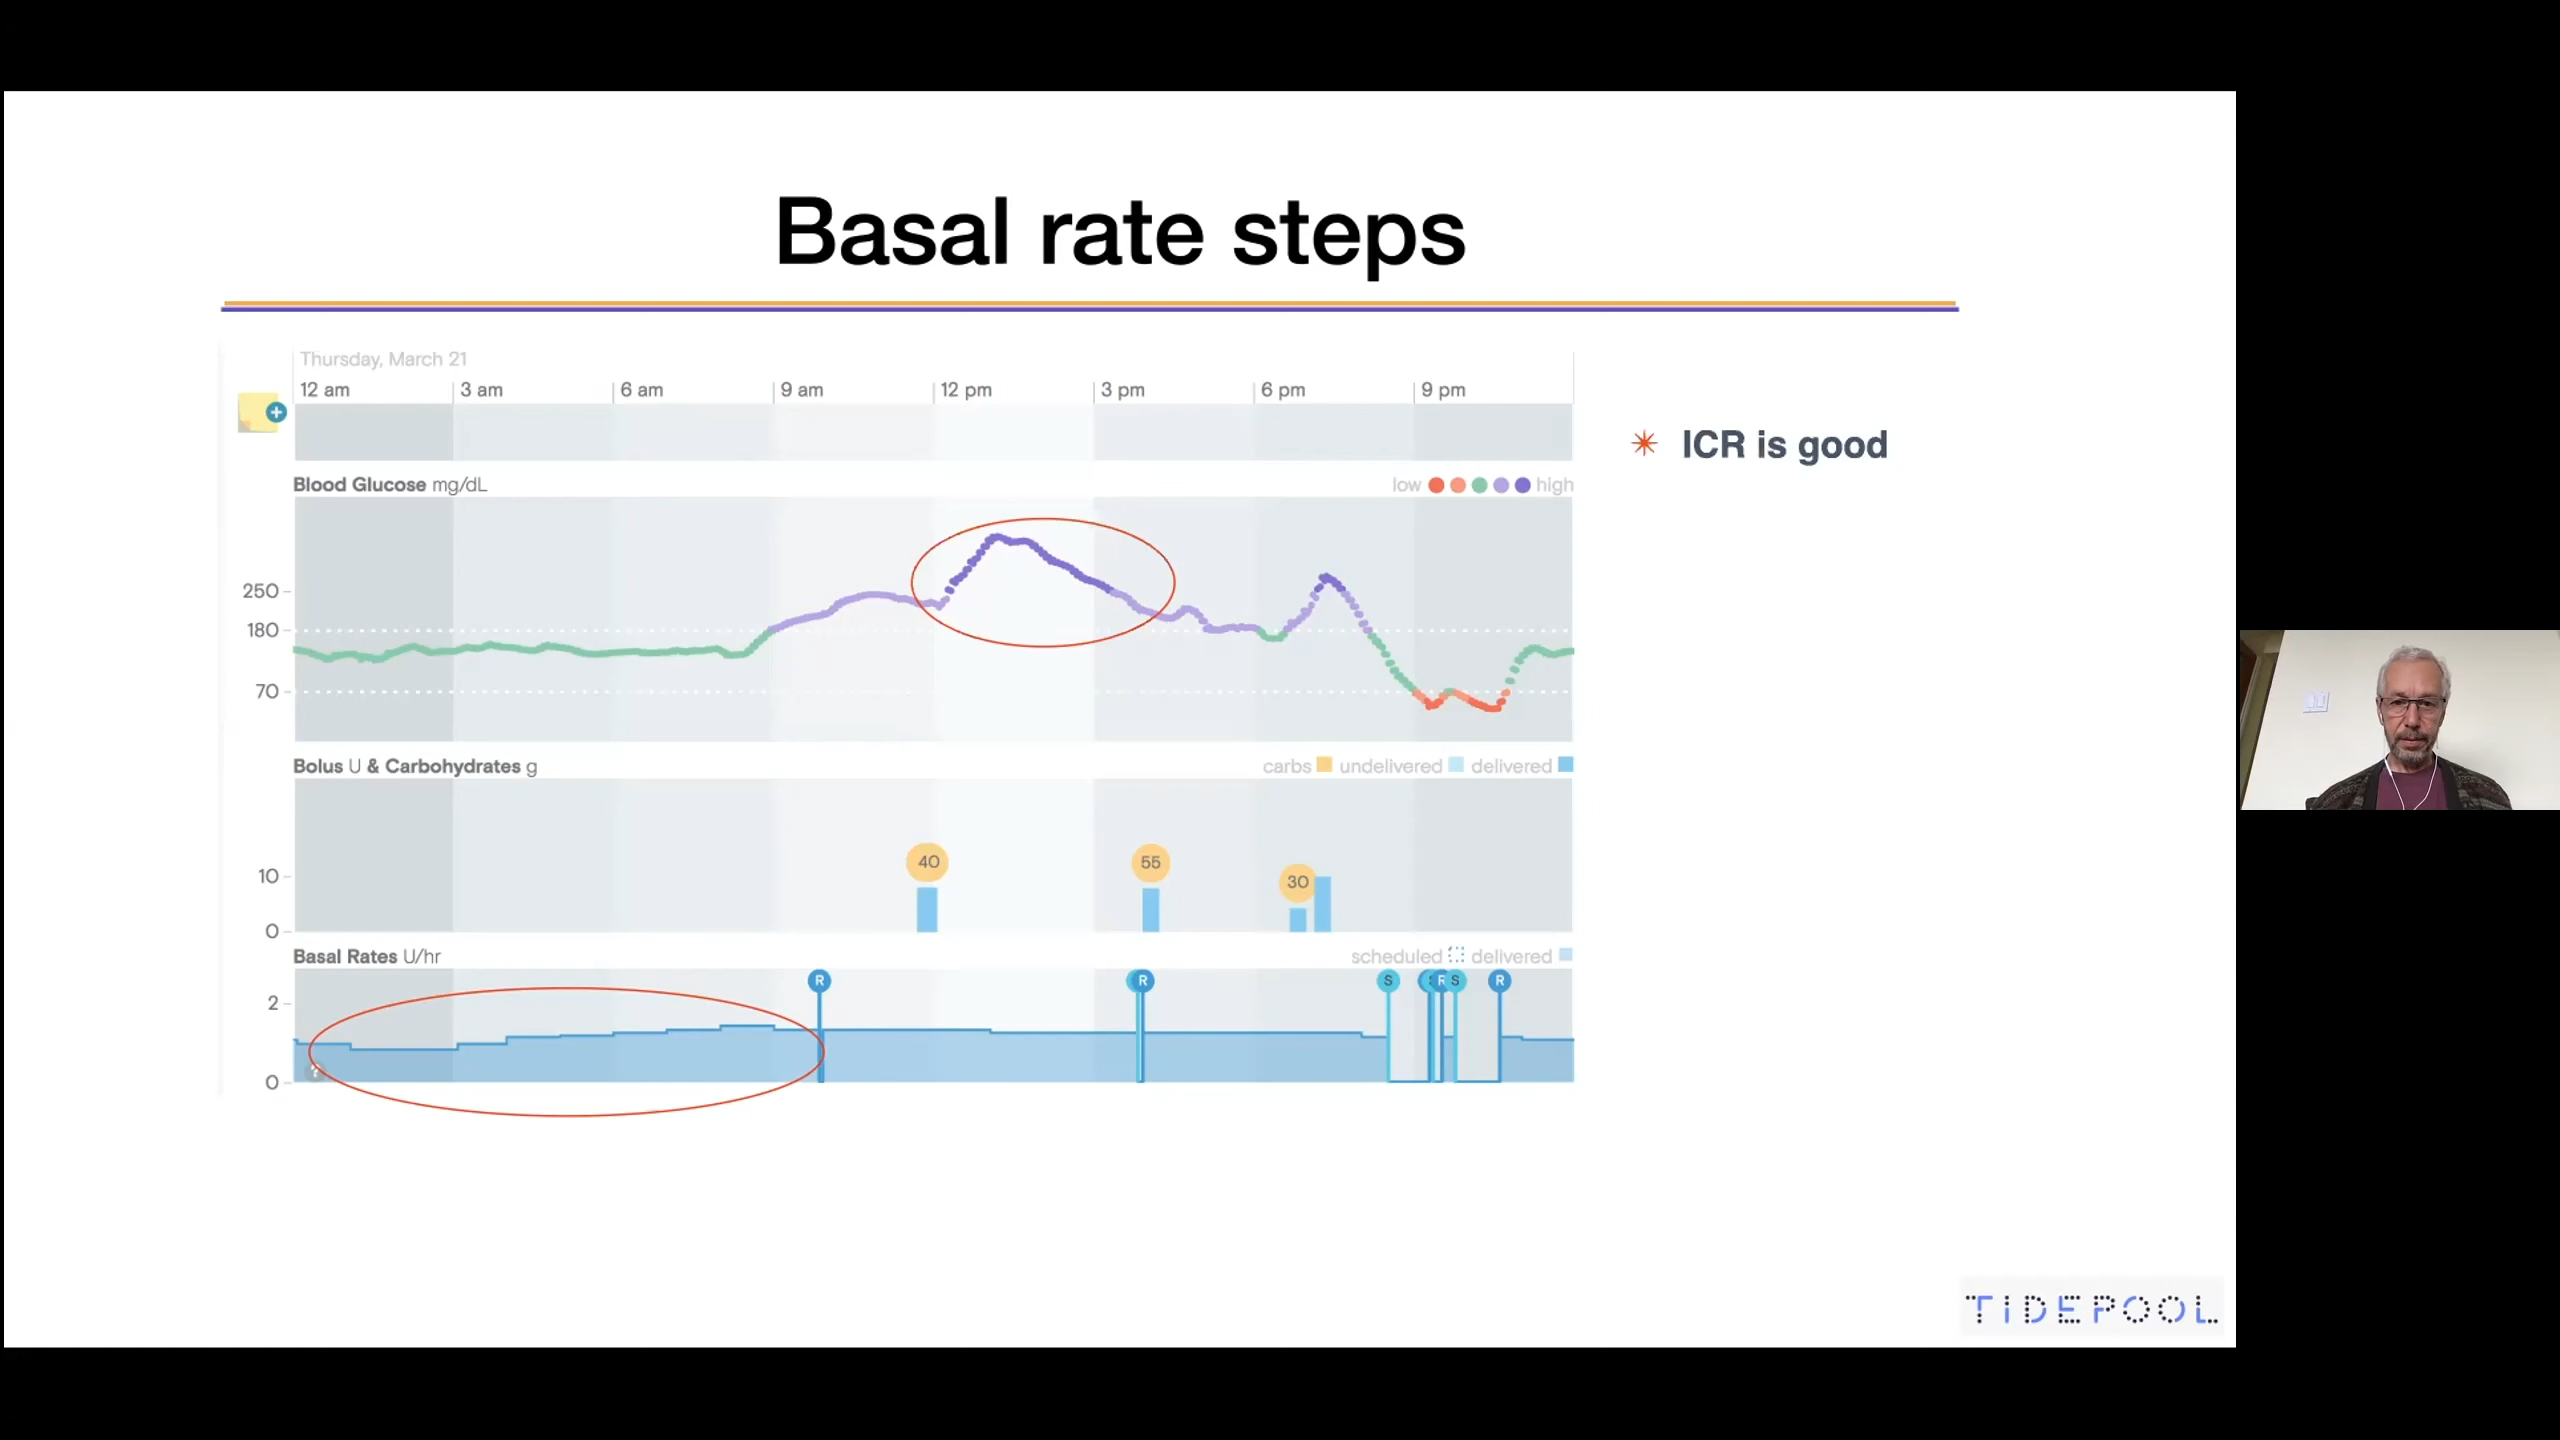 Basal rate steps
Thursday, March 21
12 am 3 am 6 am 9 am 12 pm 3 pm 6 pm 9 pm
ICR is good
Blood Glucose mg/dL
low high
250
180
70
Bolus U & Carbohydrates g
carbs undelivered delivered
40 55 30
10
0
Basal Rates U/hr
scheduled delivered
R R S R S R
2
0
?
TIDEPOOL